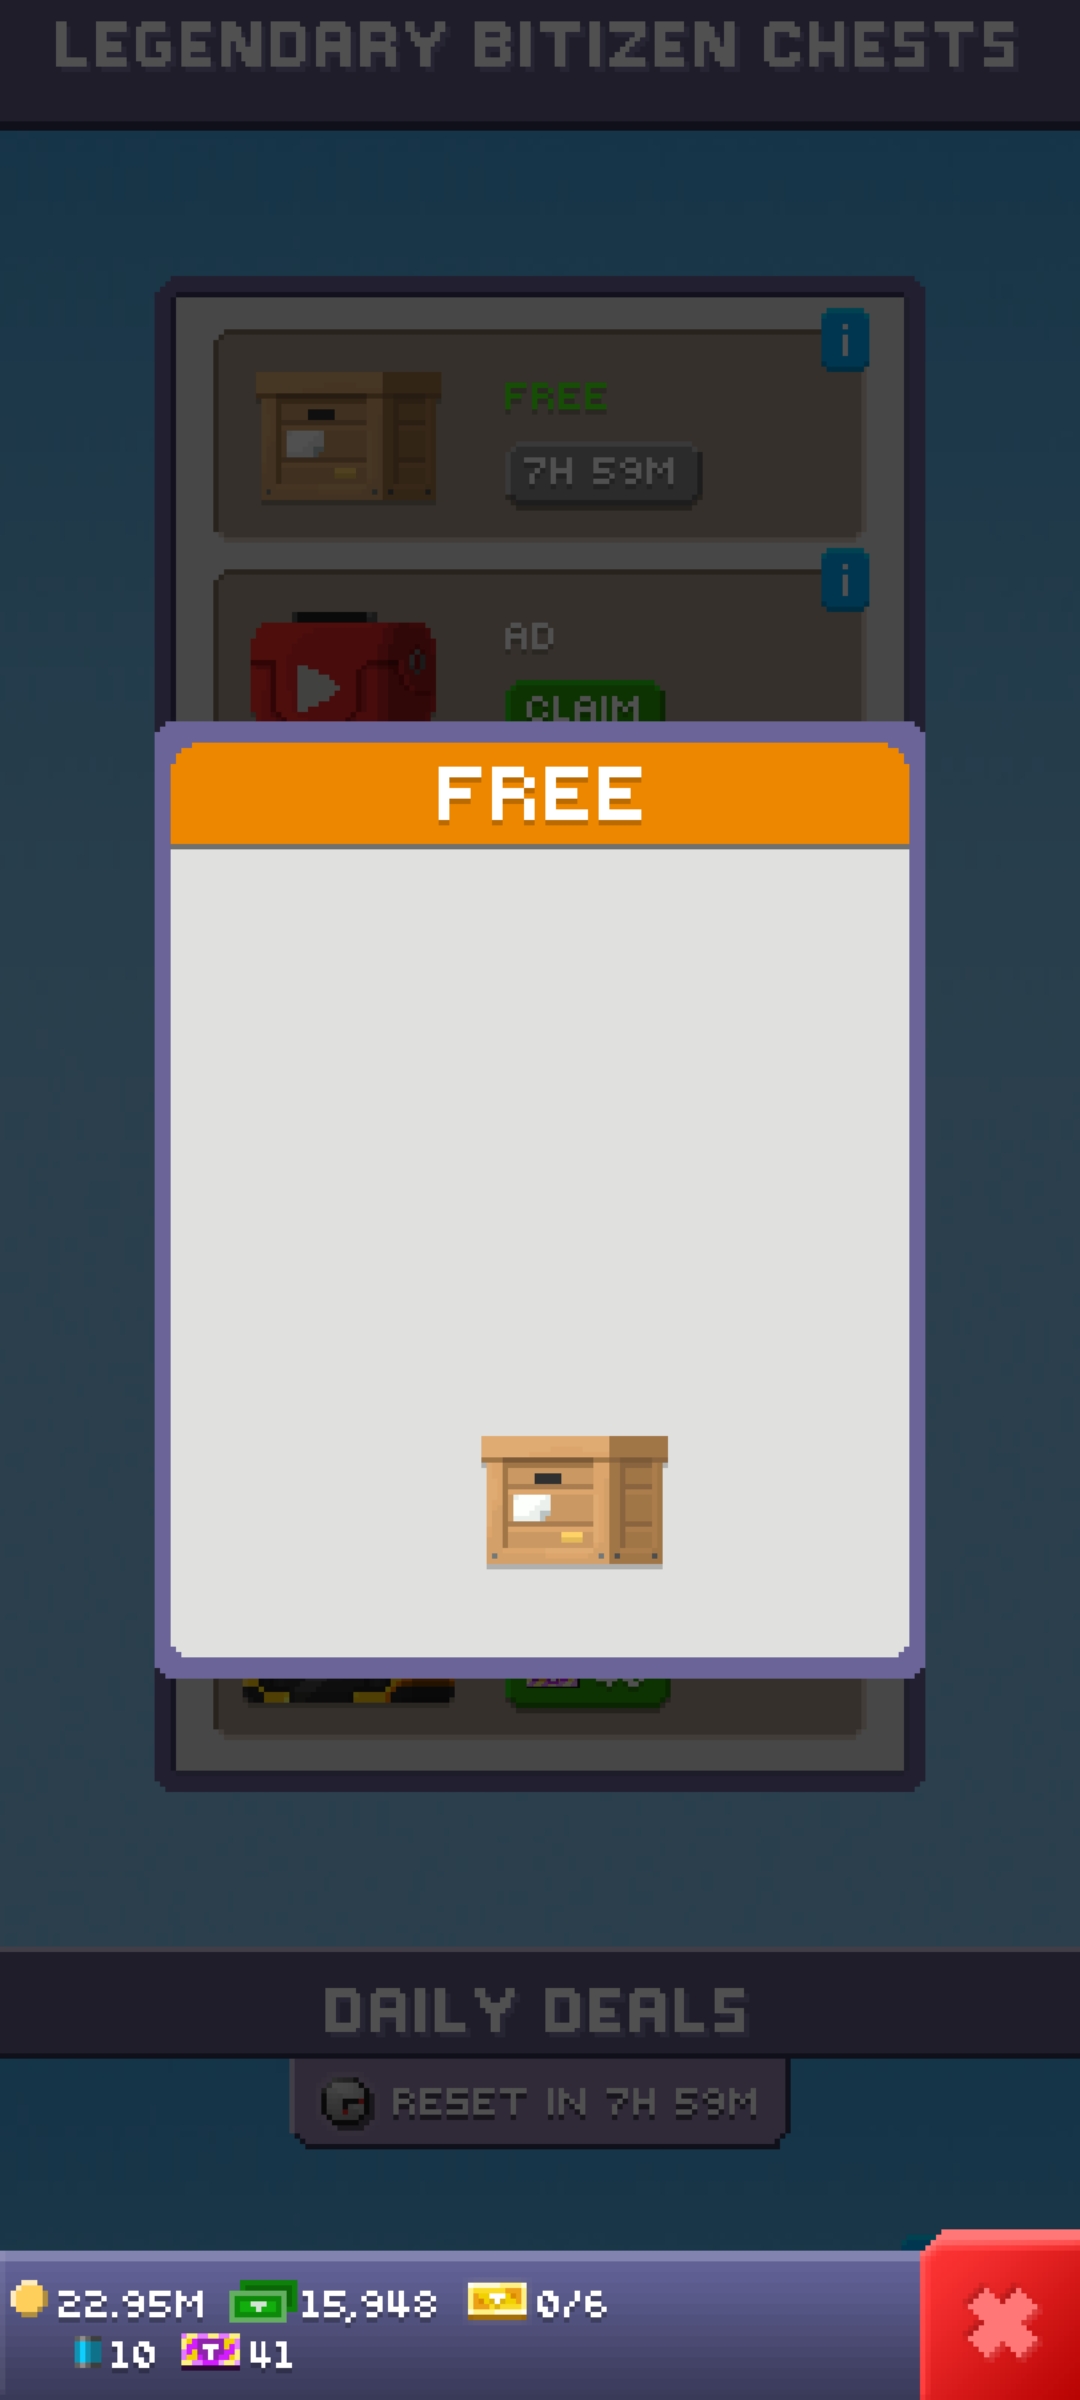 LEGENDARY BITIZEN CHESTS
i
FREE
7H 59M
i
AD
CLAIM
FREE
DAILY DEALS
RESET IN 7H 59M
22.95M 15,948 0/6
10 41